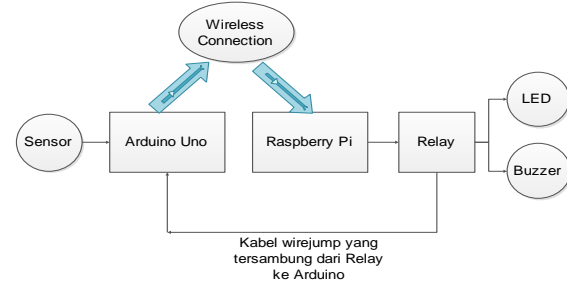 Wireless
Connection
Sensor
Arduino Uno
Raspberry Pi
Relay
LED
Buzzer
Kabel wirejump yang
tersambung dari Relay
ke Arduino